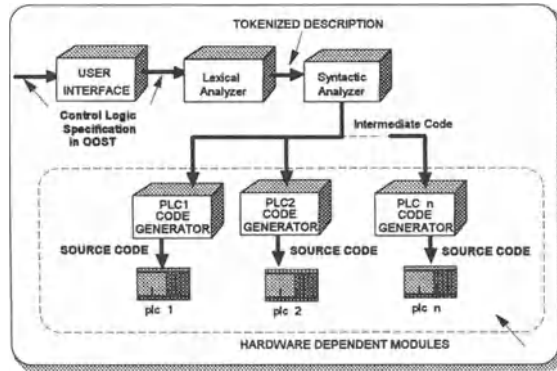 TOKENIZED DESCRIPTION
USER
INTERFACE
Lexical
Analyzer
Syntactic
Analyzer
Control Logic
Specification
in OOST
Intermediate Code
PLC1
CODE
GENERATOR
PLC2
CODE
GENERATOR
PLC n
CODE
GENERATOR
SOURCE CODE
SOURCE CODE
SOURCE CODE
plc 1
plc 2
plc n
HARDWARE DEPENDENT MODULES